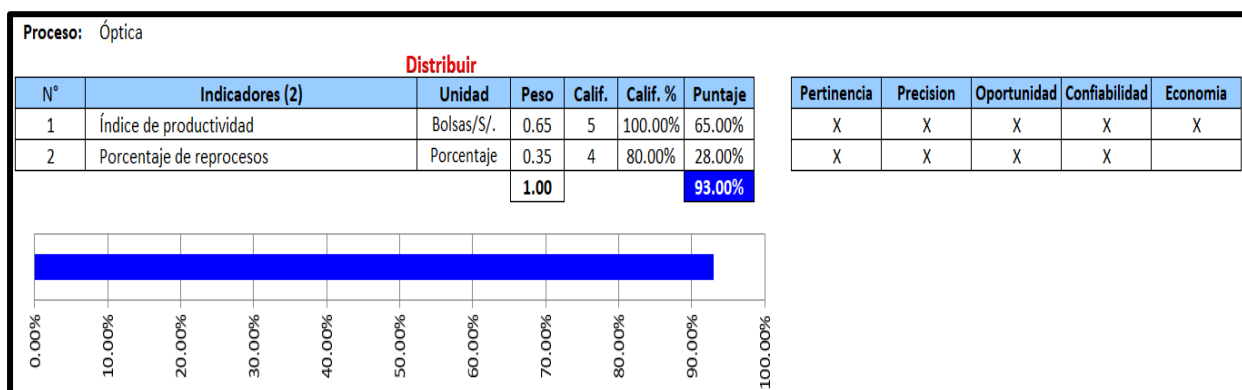 Proceso: Óptica
Distribuir
N° Indicadores (2) Unidad Peso Calif. Calif. % Puntaje Pertinencia Precision Oportunidad Confiabilidad Economia
1 Índice de productividad Bolsas/S/. 0.65 5 100.00% 65.00% X X X X X
2 Porcentaje de reprocesos Porcentaje 0.35 4 80.00% 28.00% X X X X
1.00 93.00%
0.00% 10.00% 20.00% 30.00% 40.00% 50.00% 60.00% 70.00% 80.00% 90.00% 100.00%